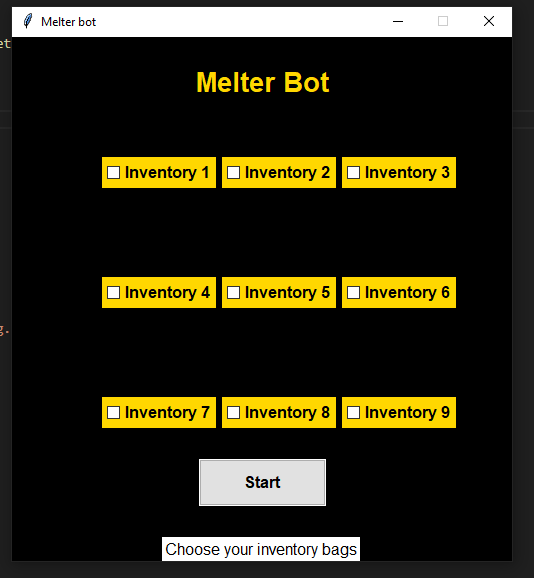 Melter bot
et
Melter Bot
Inventory 1 Inventory 2 Inventory 3
Inventory 4 Inventory 5 Inventory 6
g.
Inventory 7 Inventory 8 Inventory 9
Start
Choose your inventory bags